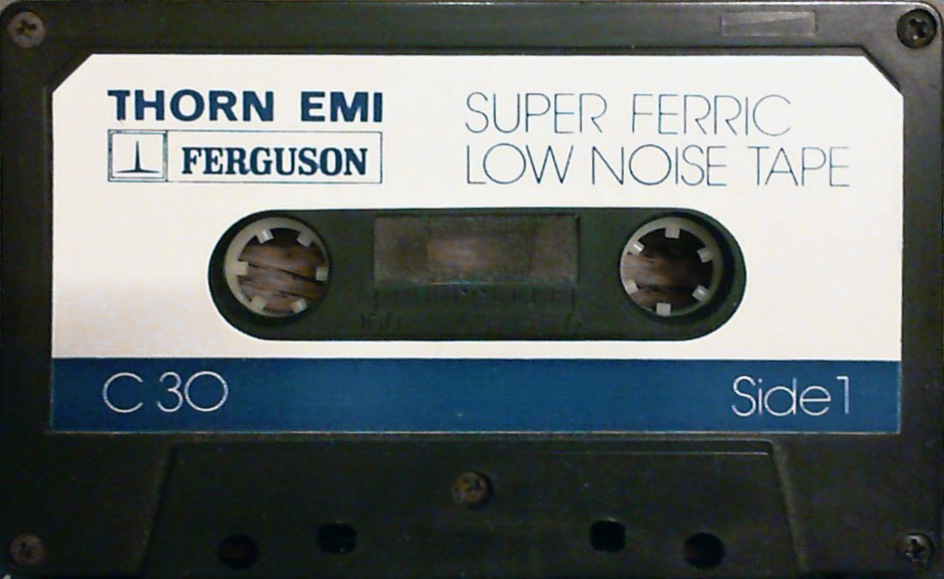 THORN EMI
FERGUSON
SUPER FERRIC
LOW NOISE TAPE
C 30
Side 1